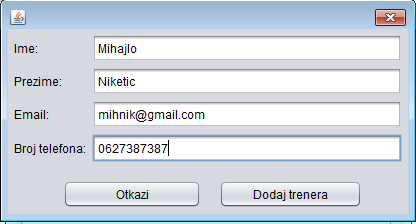 Ime: Mihajlo
Prezime: Niketic
Email: mihnik@gmail.com
Broj telefona: 0627387387
Otkazi Dodaj trenera